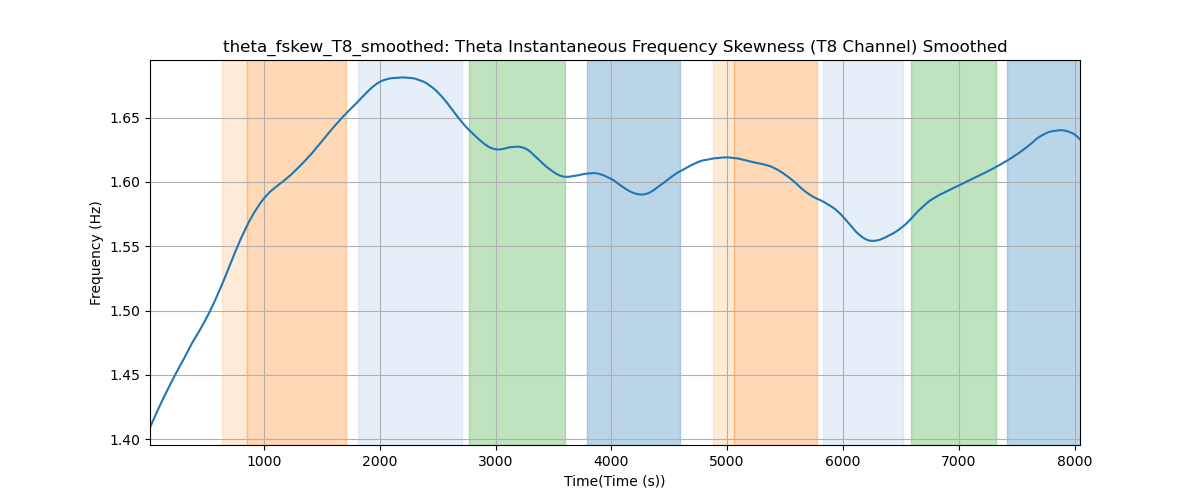 theta_fskew_T8_smoothed: Theta Instantaneous Frequency Skewness (T8 Channel) Smoothed
Frequency (Hz)
1.65
1.60
1.55
1.50
1.45
1.40
1000 2000 3000 4000 5000 6000 7000 8000
Time(Time (s))